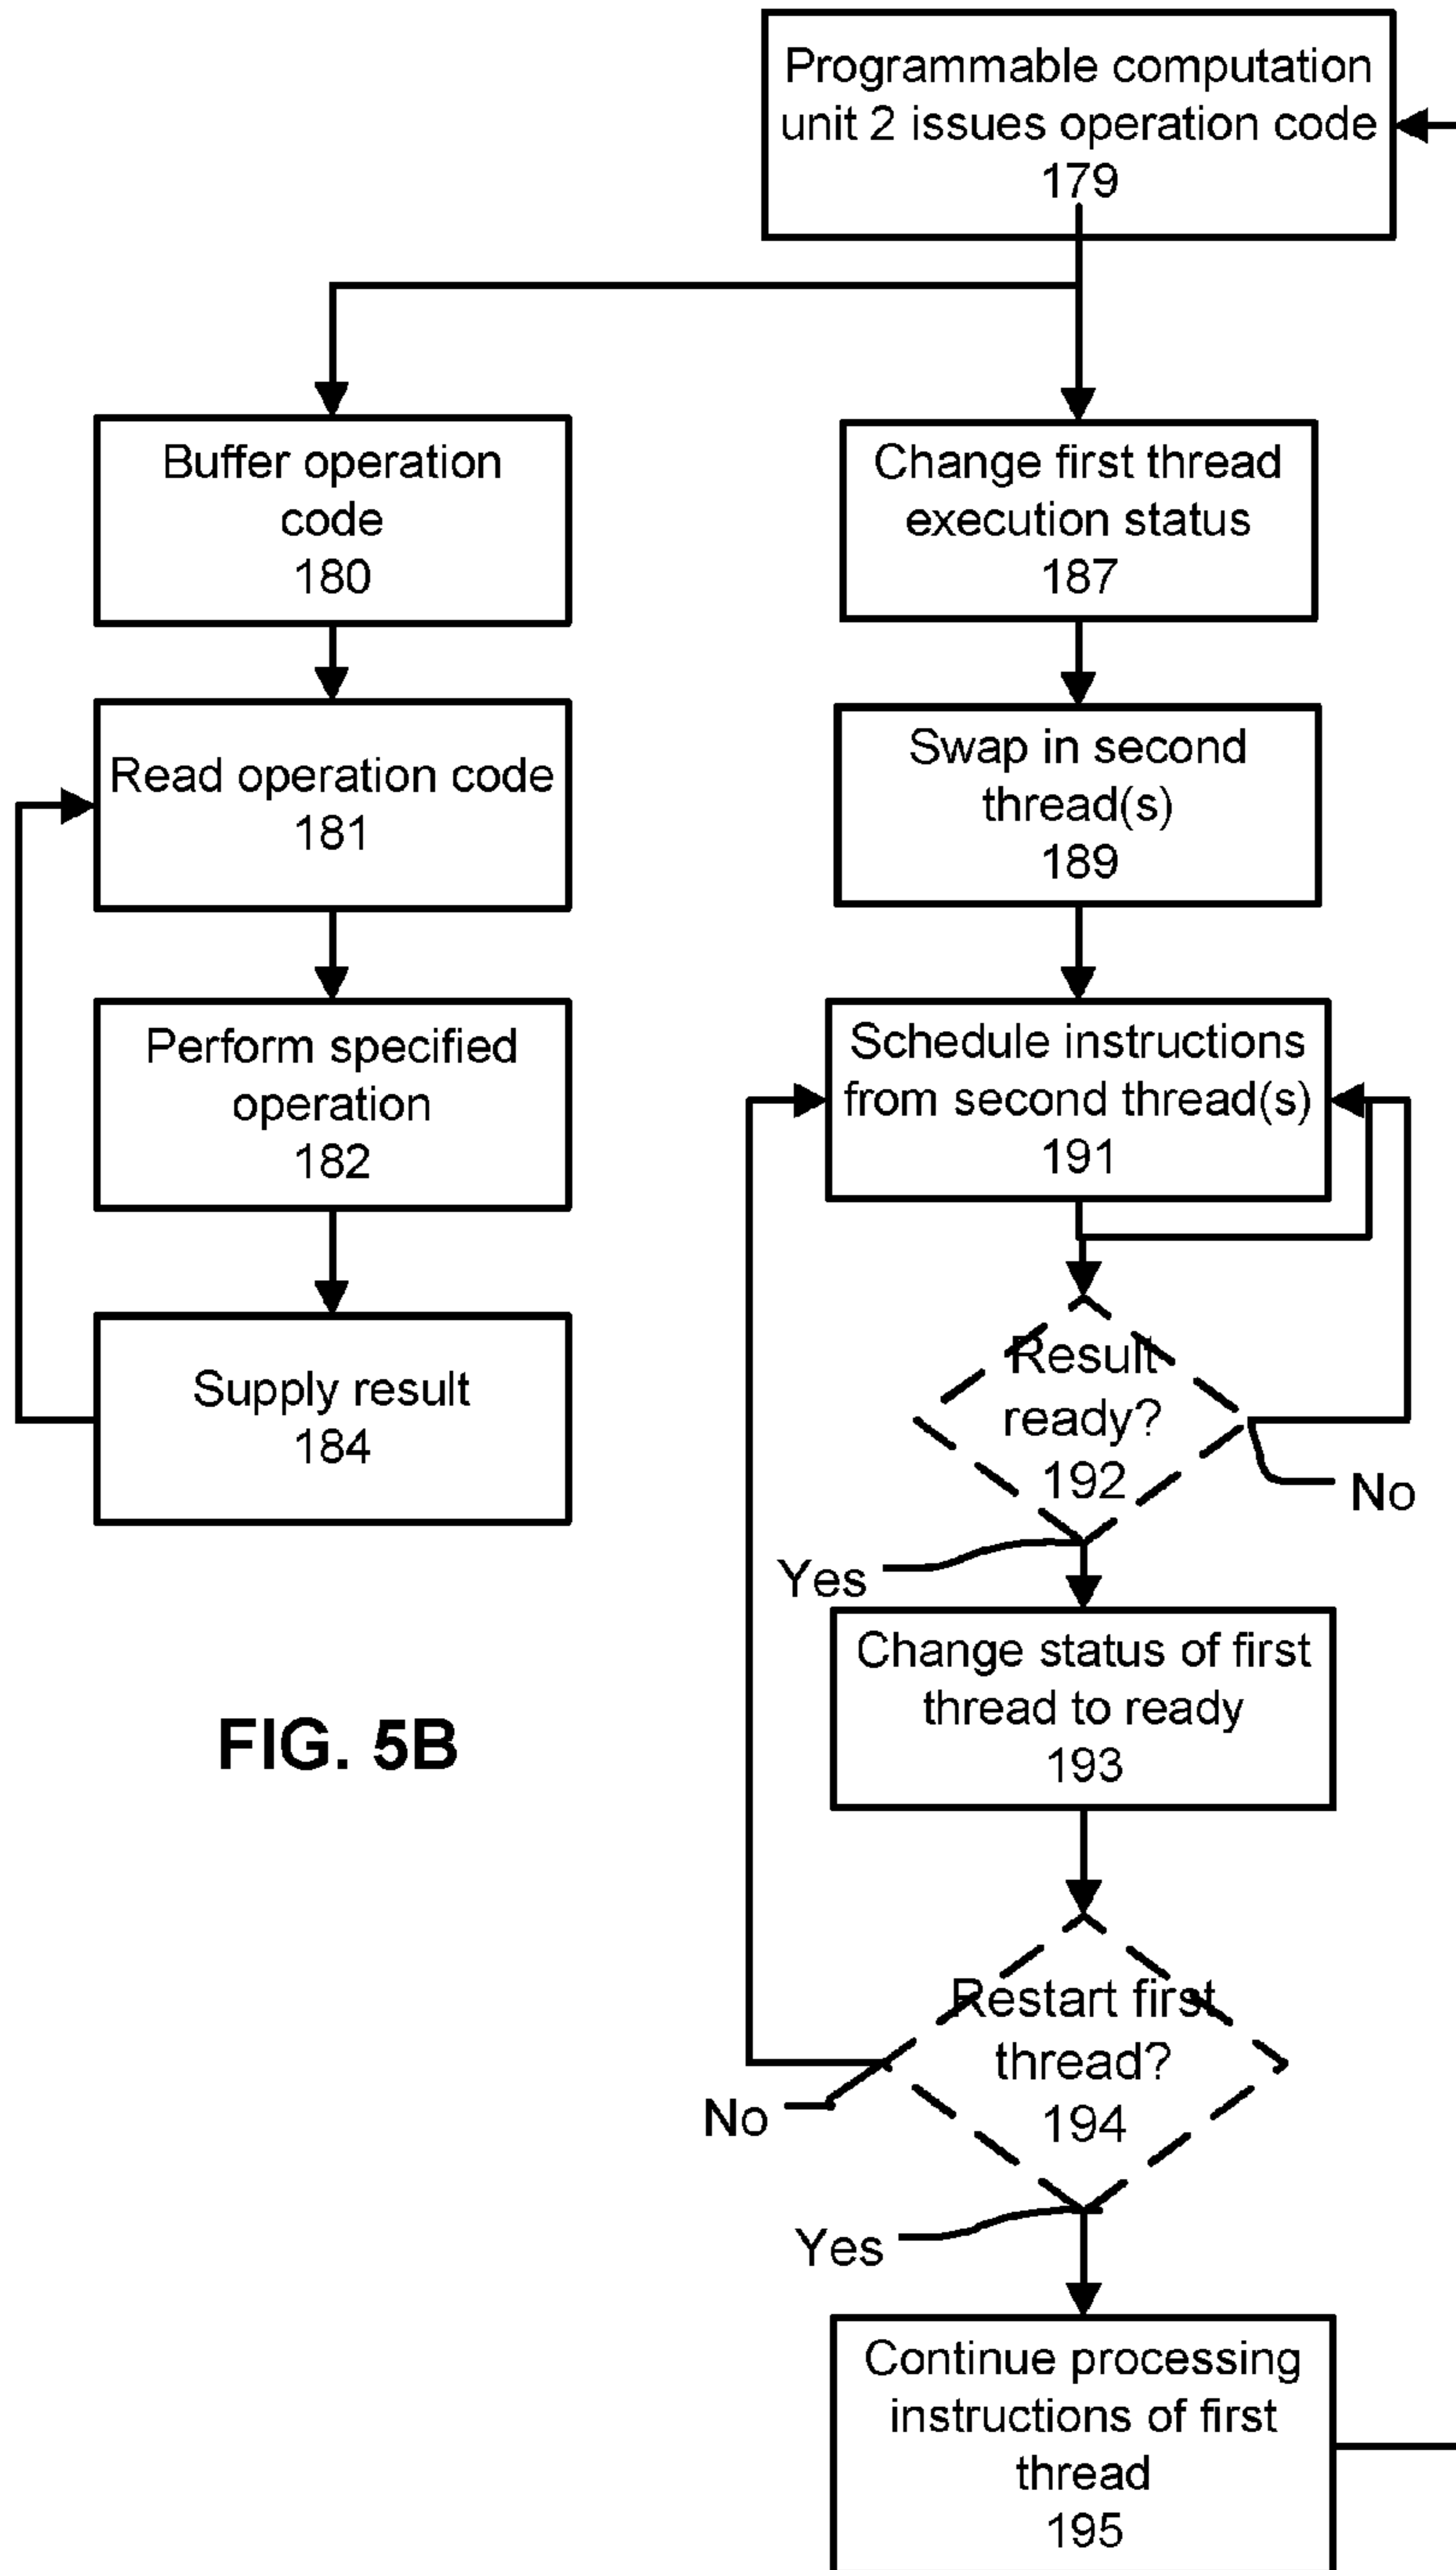 Programmable computation
unit 2 issues operation code
179
Buffer operation
code
180
Read operation code
181
Perform specified
operation
182
Supply result
184
FIG. 5B
Change first thread
execution status
187
Swap in second
thread(s)
189
Schedule instructions
from second thread(s)
191
Result
ready?
192
No
Yes
Change status of first
thread to ready
193
Restart first
thread?
194
No
Yes
Continue processing
instructions of first
thread
195